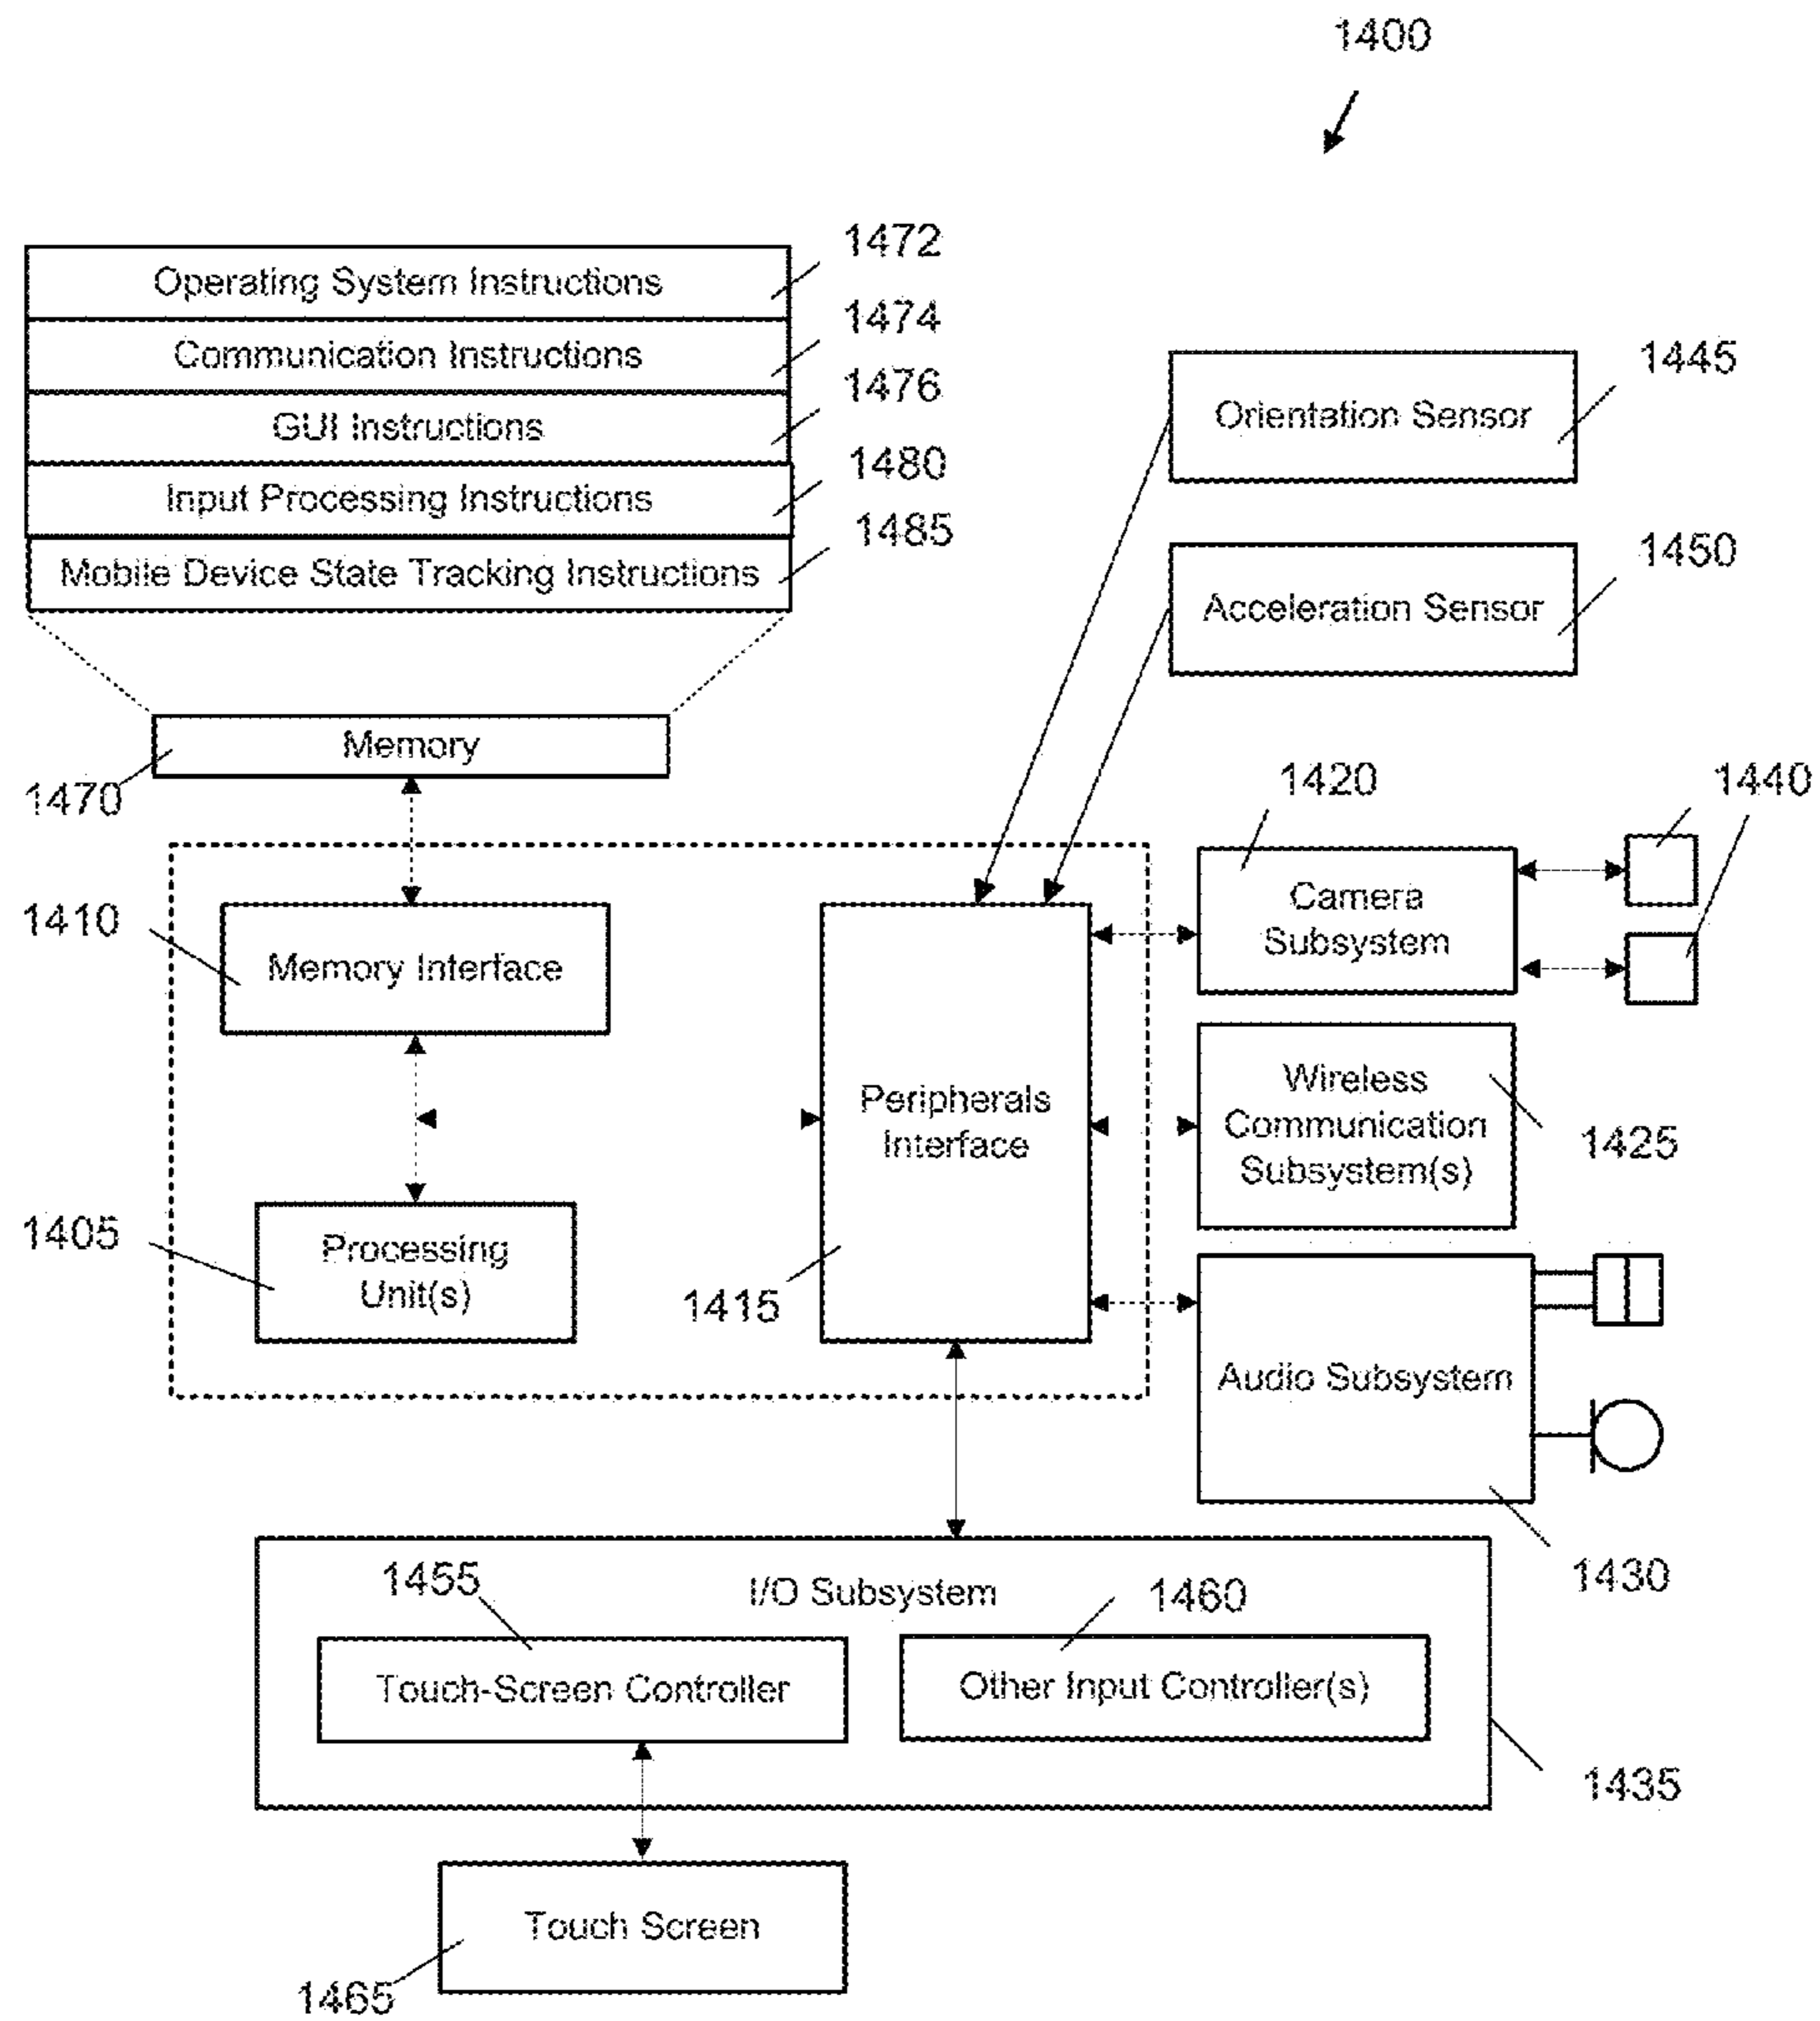 1400
1472
Operating System Instructions
1474
Communication Instructions
1476
GUI Instructions
1480
Input Processing Instructions
1485
Mobile Device State Tracking Instructions
1445
Orientation Sensor
1450
Acceleration Sensor
Memory
1470
1420
1440
Camera
Subsystem
1410
Memory Interface
Peripherals
Interface
Wireless
Communication
Subsystem(s)
1425
1405
Processing
Unit(s)
1415
Audio Subsystem
1430
1455
I/O Subsystem
1460
Touch-Screen Controller
Other Input Controller(s)
1435
Touch Screen
1465